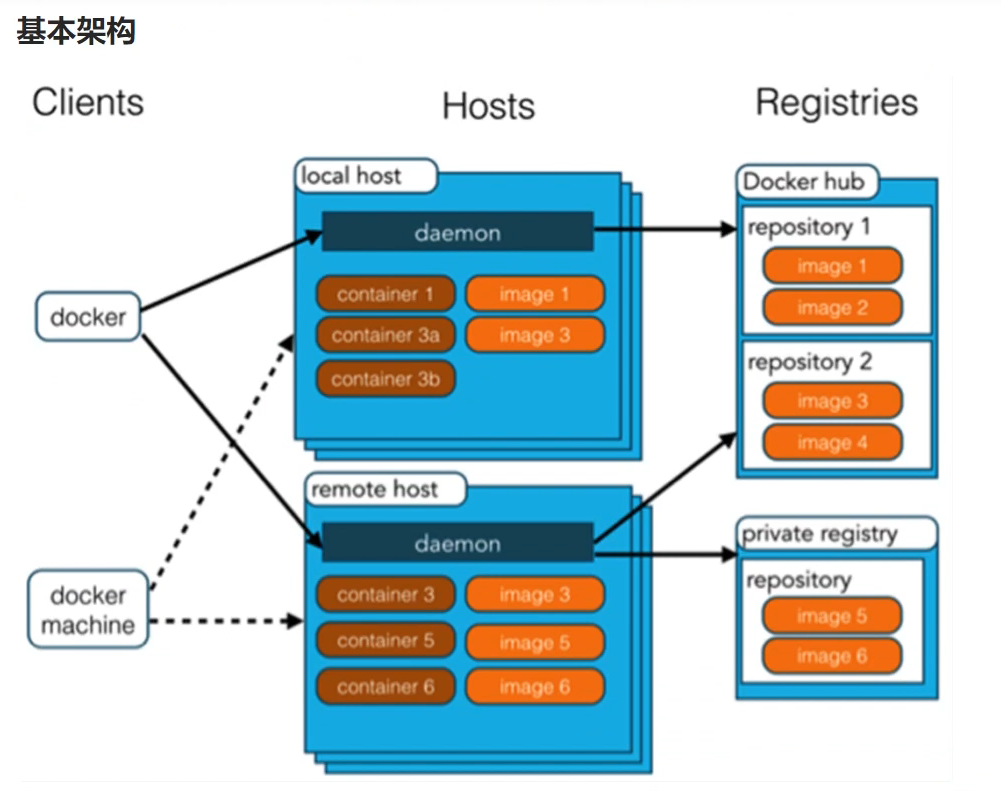 基本架构
Clients
Hosts
Registries
docker
docker
machine
local host
daemon
container 1
image 1
container 3a
image 3
container 3b
remote host
daemon
container 3
image 3
container 5
image 5
container 6
image 6
Docker hub
repository 1
image 1
image 2
repository 2
image 3
image 4
private registry
repository
image 5
image 6